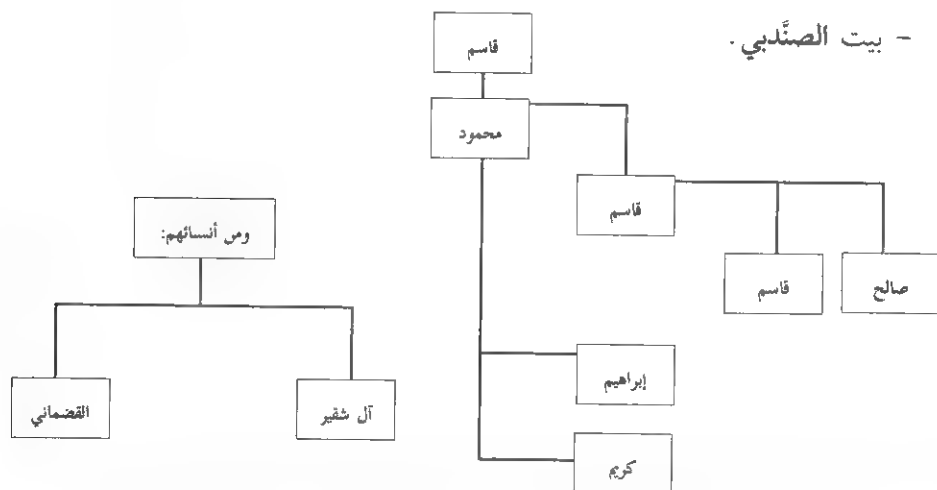 - بيت الصنَّدبي.
قاسم
محمود
قاسم
صالح
قاسم
إبراهيم
كريم
ومن أنسبائهم:
آل شقير
القضماني